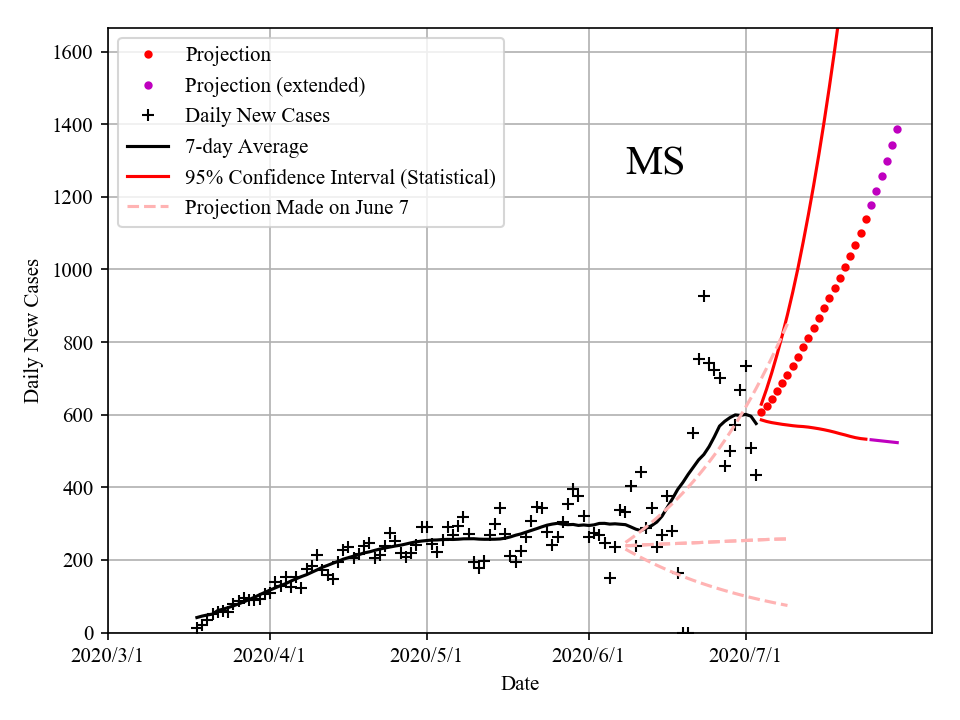 1600
1400
1200
1000
800
600
400
200
0
Daily New Cases
Projection
Projection (extended)
Daily New Cases
7-day Average
95% Confidence Interval (Statistical)
Projection Made on June 7
MS
2020/3/1 2020/4/1 2020/5/1 2020/6/1 2020/7/1
Date